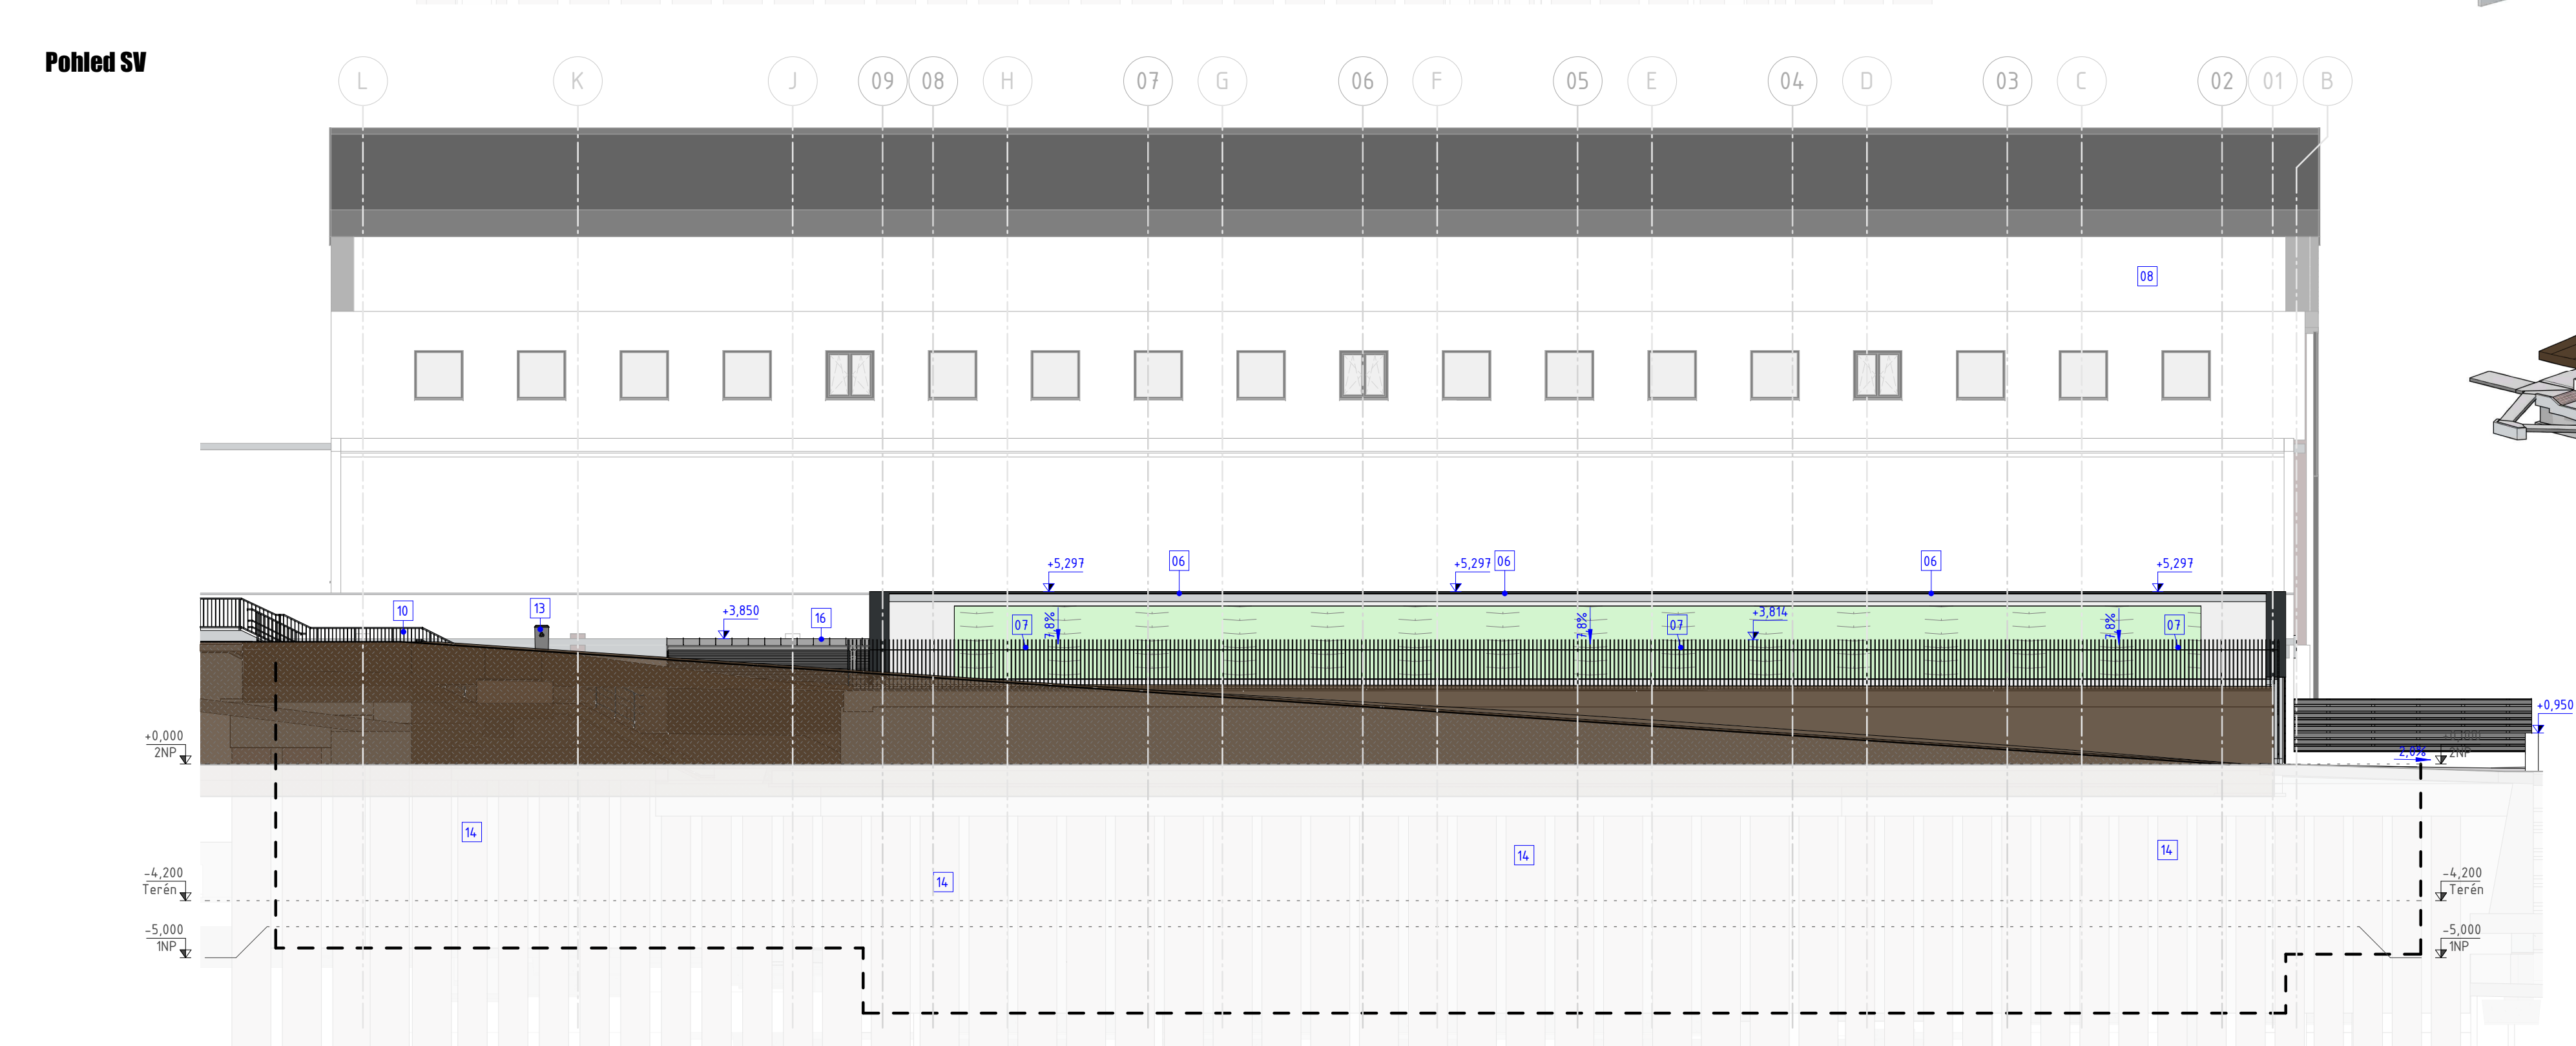 Pohled SV
L K J 09 08 H 07 G 06 F 05 E 04 D 03 C 02 01 B
08
+5,297 06 +5,297 06 06 +5,297
10 13 +3,850 16 07 7,8% 7,8% 07 +3,814 7,8% 07
+0,950
+0,000
2NP
2,0%
2NP
14
14
14
14
-4,200
Terén
-4,200
Terén
-5,000
1NP
-5,000
1NP